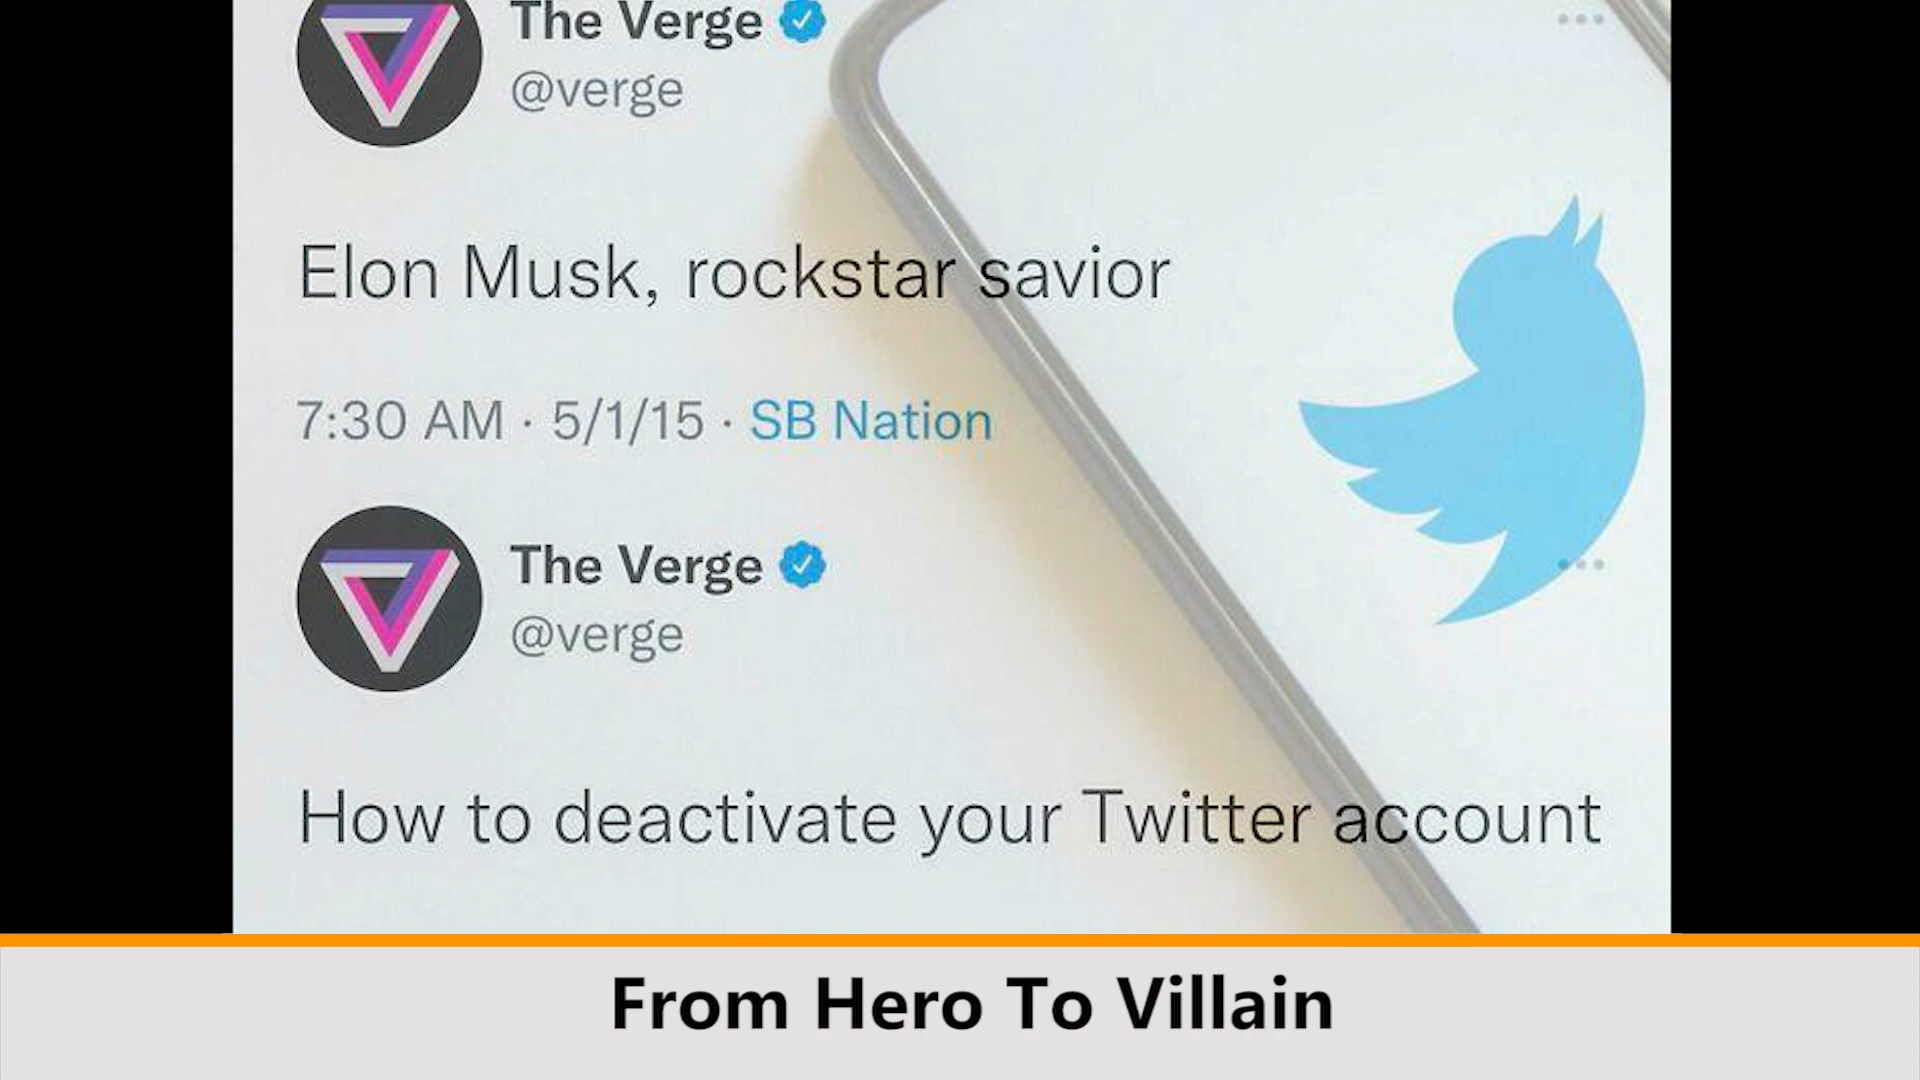 The Verge
@verge
Elon Musk, rockstar savior
7:30 AM · 5/1/15 · SB Nation
The Verge
@verge
How to deactivate your Twitter account
From Hero To Villain